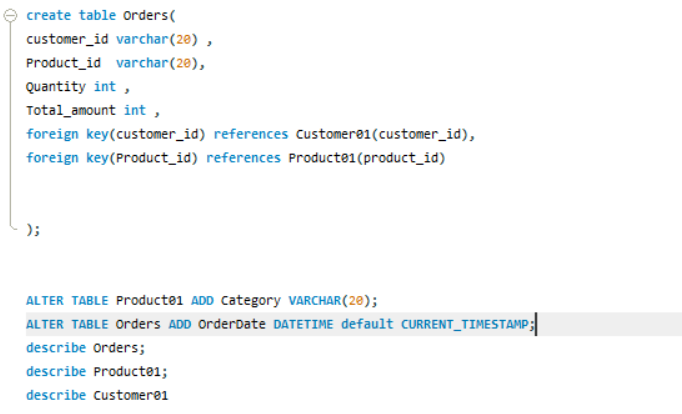 create table Orders(
customer_id varchar(20) ,
Product_id  varchar(20),
Quantity int ,
Total_amount int ,
foreign key(customer_id) references Customer01(customer_id),
foreign key(Product_id) references Product01(product_id)
);
ALTER TABLE Product01 ADD Category VARCHAR(20);
ALTER TABLE Orders ADD OrderDate DATETIME default CURRENT_TIMESTAMP;
describe Orders;
describe Product01;
describe Customer01